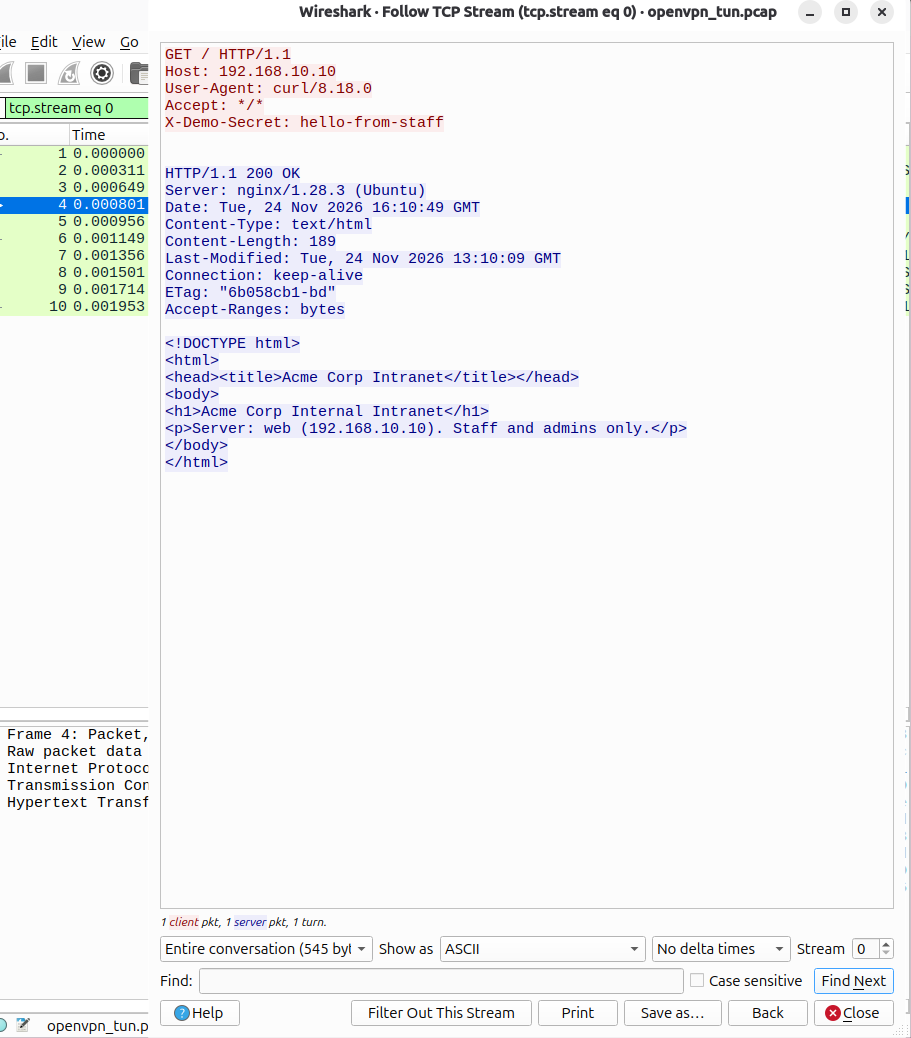 Wireshark · Follow TCP Stream (tcp.stream eq 0) · openvpn_tun.pcap
ile Edit View Go
tcp.stream eq 0
o. Time
1 0.000000
2 0.000311
3 0.000649
4 0.000801
5 0.000956
6 0.001149
7 0.001356
8 0.001501
9 0.001714
10 0.001953
Frame 4: Packet,
Raw packet data
Internet Protoco
Transmission Con
Hypertext Transf
openvpn_tun.p
GET / HTTP/1.1
Host: 192.168.10.10
User-Agent: curl/8.18.0
Accept: */*
X-Demo-Secret: hello-from-staff
HTTP/1.1 200 OK
Server: nginx/1.28.3 (Ubuntu)
Date: Tue, 24 Nov 2026 16:10:49 GMT
Content-Type: text/html
Content-Length: 189
Last-Modified: Tue, 24 Nov 2026 13:10:09 GMT
Connection: keep-alive
ETag: "6b058cb1-bd"
Accept-Ranges: bytes
<!DOCTYPE html>
<html>
<head><title>Acme Corp Intranet</title></head>
<body>
<h1>Acme Corp Internal Intranet</h1>
<p>Server: web (192.168.10.10). Staff and admins only.</p>
</body>
</html>
1 client pkt, 1 server pkt, 1 turn.
Entire conversation (545 byt Show as ASCII No delta times Stream 0
Find: Case sensitive Find Next
Help Filter Out This Stream Print Save as… Back Close